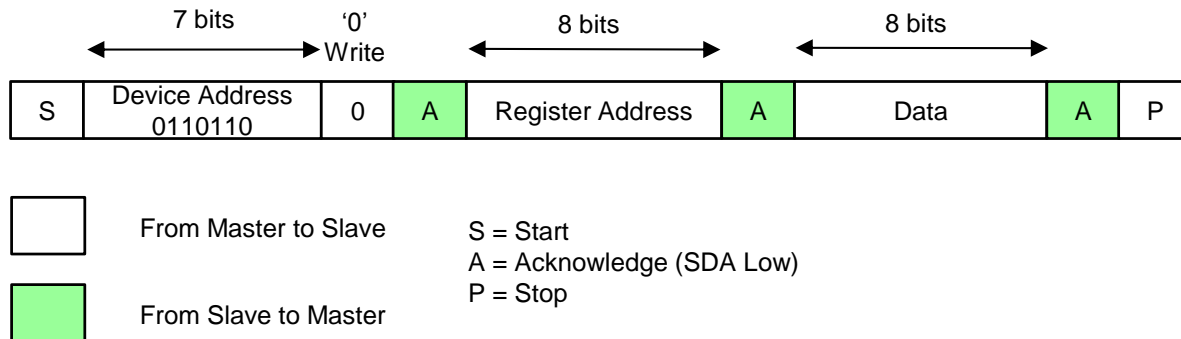 7 bits
‘0’
Write
8 bits
8 bits
S
Device Address
0110110
0
A
Register Address
A
Data
A
P
From Master to Slave
From Slave to Master
S = Start
A = Acknowledge (SDA Low)
P = Stop